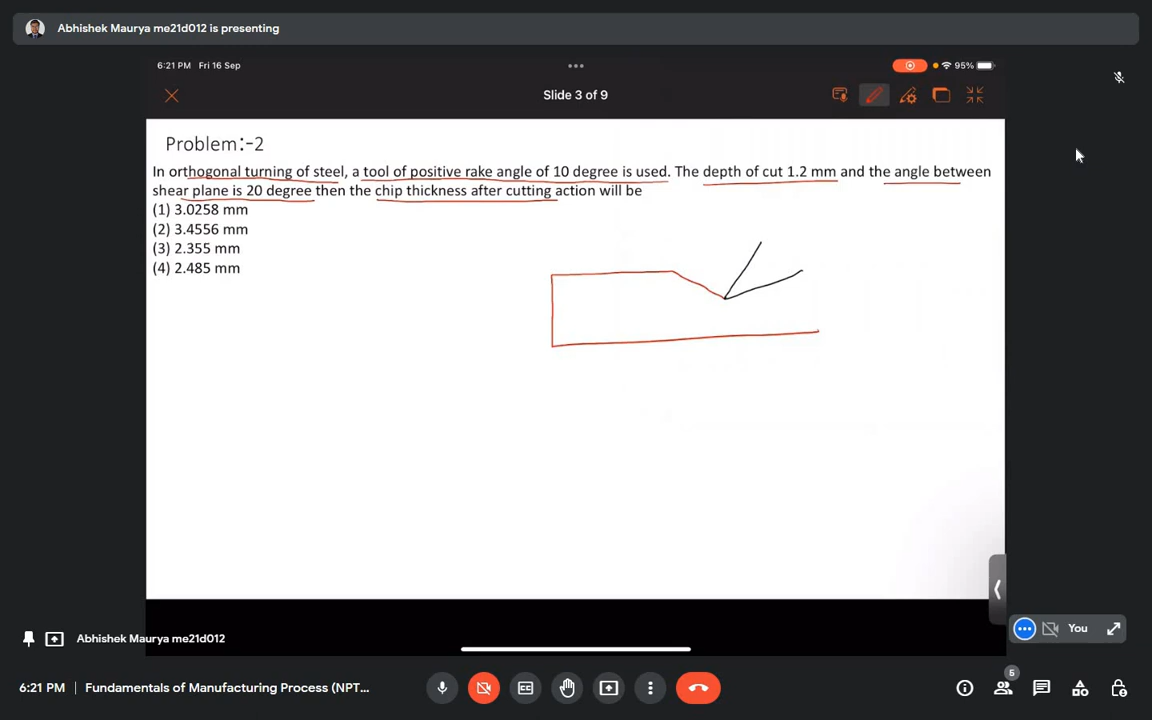 Abhishek Maurya me21d012 is presenting
6:21 PM Fri 16 Sep
95%
Slide 3 of 9
Problem:-2
In orthogonal turning of steel, a tool of positive rake angle of 10 degree is used. The depth of cut 1.2 mm and the angle between
shear plane is 20 degree then the chip thickness after cutting action will be
(1) 3.0258 mm
(2) 3.4556 mm
(3) 2.355 mm
(4) 2.485 mm
You
Abhishek Maurya me21d012
6:21 PM | Fundamentals of Manufacturing Process (NPT...
5